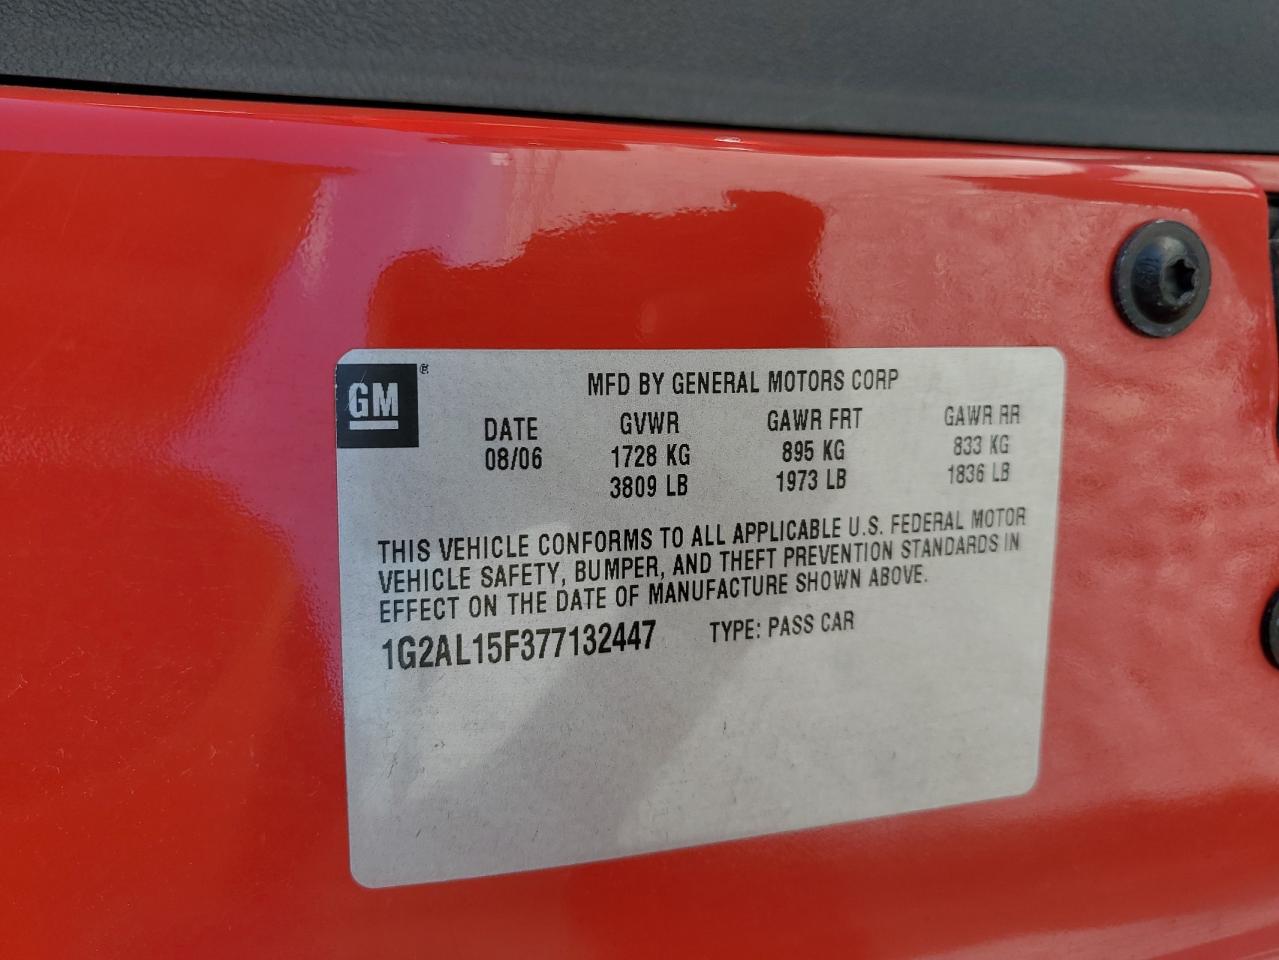 GM®
MFD BY GENERAL MOTORS CORP
DATE GVWR GAWR FRT GAWR RR
08/06 1728 KG 895 KG 833 KG
3809 LB 1973 LB 1836 LB
THIS VEHICLE CONFORMS TO ALL APPLICABLE U.S. FEDERAL MOTOR
VEHICLE SAFETY, BUMPER, AND THEFT PREVENTION STANDARDS IN
EFFECT ON THE DATE OF MANUFACTURE SHOWN ABOVE.
1G2AL15F377132447 TYPE: PASS CAR